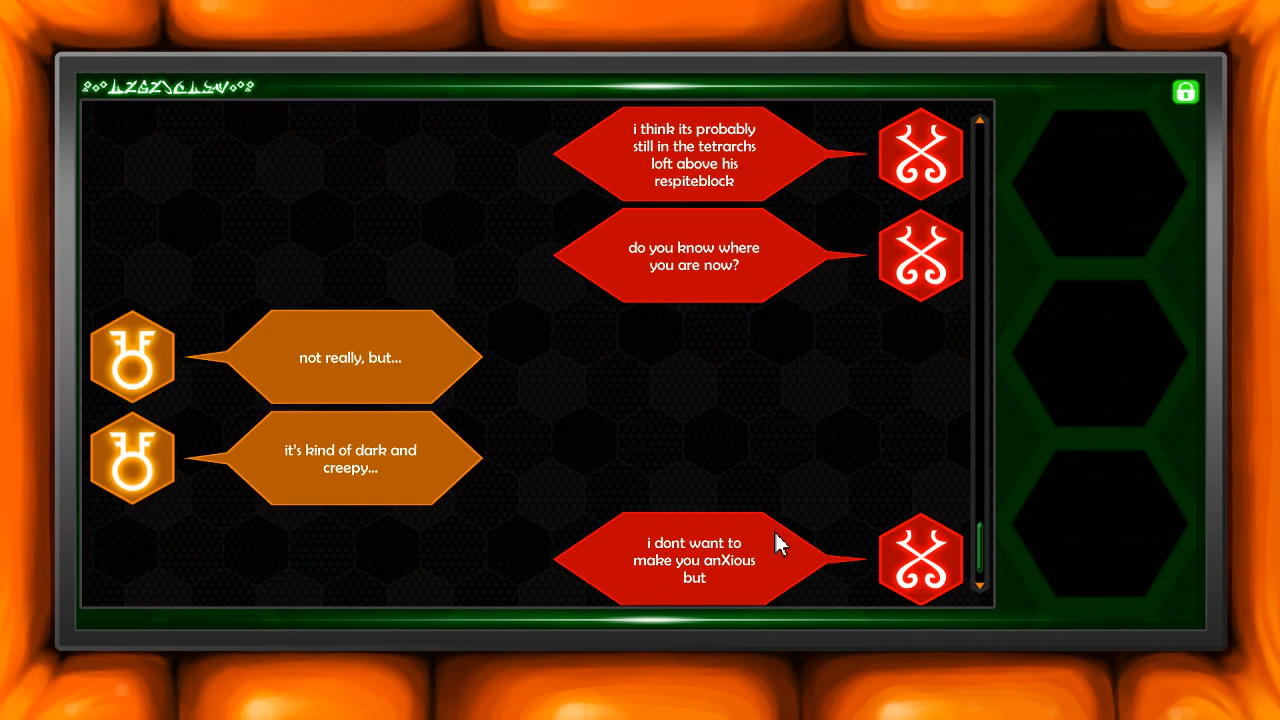 i think its probably
still in the tetrarchs
loft above his
respiteblock
do you know where
you are now?
not really, but...
it's kind of dark and
creepy...
i dont want to
make you anXious
but